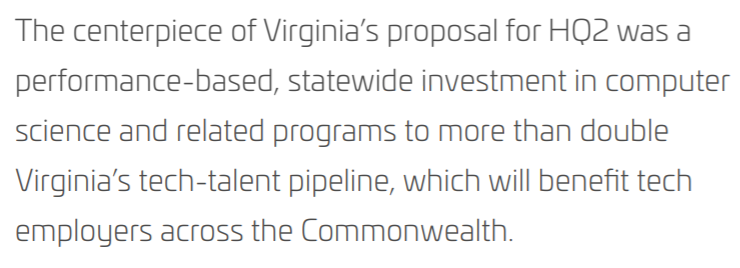 The centerpiece of Virginia’s proposal for HQ2 was a
performance-based, statewide investment in computer
science and related programs to more than double
Virginia’s tech-talent pipeline, which will benefit tech
employers across the Commonwealth.